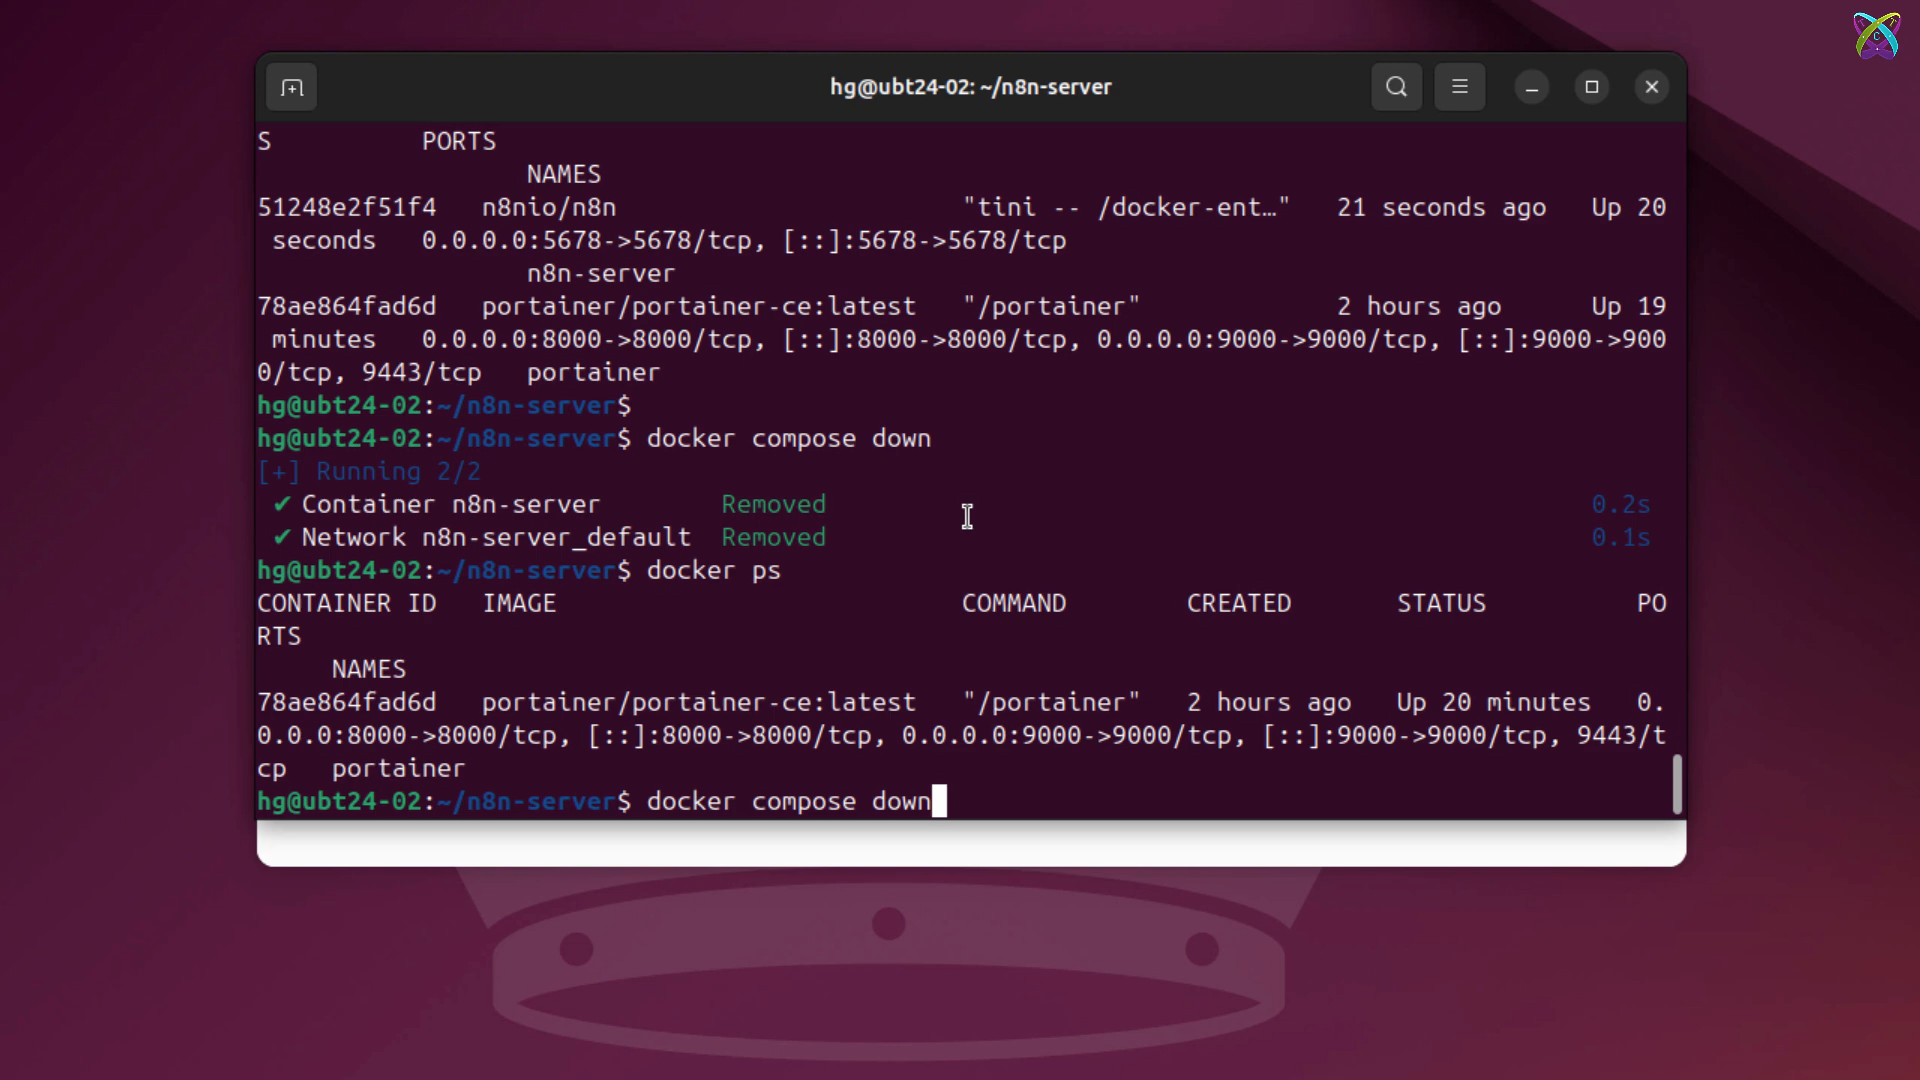 hg@ubt24-02: ~/n8n-server
S          PORTS
                  NAMES
51248e2f51f4   n8nio/n8n                       "tini -- /docker-ent…"   21 seconds ago   Up 20
 seconds   0.0.0.0:5678->5678/tcp, [::]:5678->5678/tcp
                  n8n-server
78ae864fad6d   portainer/portainer-ce:latest   "/portainer"             2 hours ago      Up 19
 minutes   0.0.0.0:8000->8000/tcp, [::]:8000->8000/tcp, 0.0.0.0:9000->9000/tcp, [::]:9000->900
0/tcp, 9443/tcp   portainer
hg@ubt24-02:~/n8n-server$
hg@ubt24-02:~/n8n-server$ docker compose down
[+] Running 2/2
 ✔ Container n8n-server        Removed                                                   0.2s
 ✔ Network n8n-server_default  Removed                                                   0.1s
hg@ubt24-02:~/n8n-server$ docker ps
CONTAINER ID   IMAGE                           COMMAND        CREATED       STATUS          PO
RTS
     NAMES
78ae864fad6d   portainer/portainer-ce:latest   "/portainer"   2 hours ago   Up 20 minutes   0.
0.0.0:8000->8000/tcp, [::]:8000->8000/tcp, 0.0.0.0:9000->9000/tcp, [::]:9000->9000/tcp, 9443/t
cp   portainer
hg@ubt24-02:~/n8n-server$ docker compose down